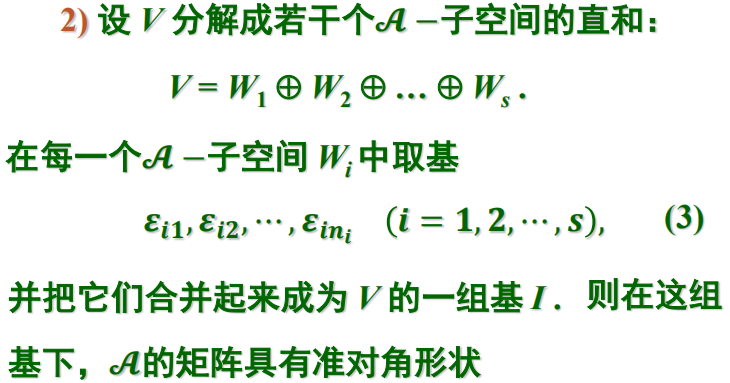 2) 设 V 分解成若干个𝒜 –子空间的直和：
V = W₁ ⊕ W₂ ⊕ … ⊕ Wₛ .
在每一个𝒜 –子空间 Wᵢ 中取基
εᵢ₁, εᵢ₂, ⋯ , εᵢₙᵢ (i = 1, 2, ⋯ , s), (3)
并把它们合并起来成为 V 的一组基 I . 则在这组
基下，𝒜的矩阵具有准对角形状